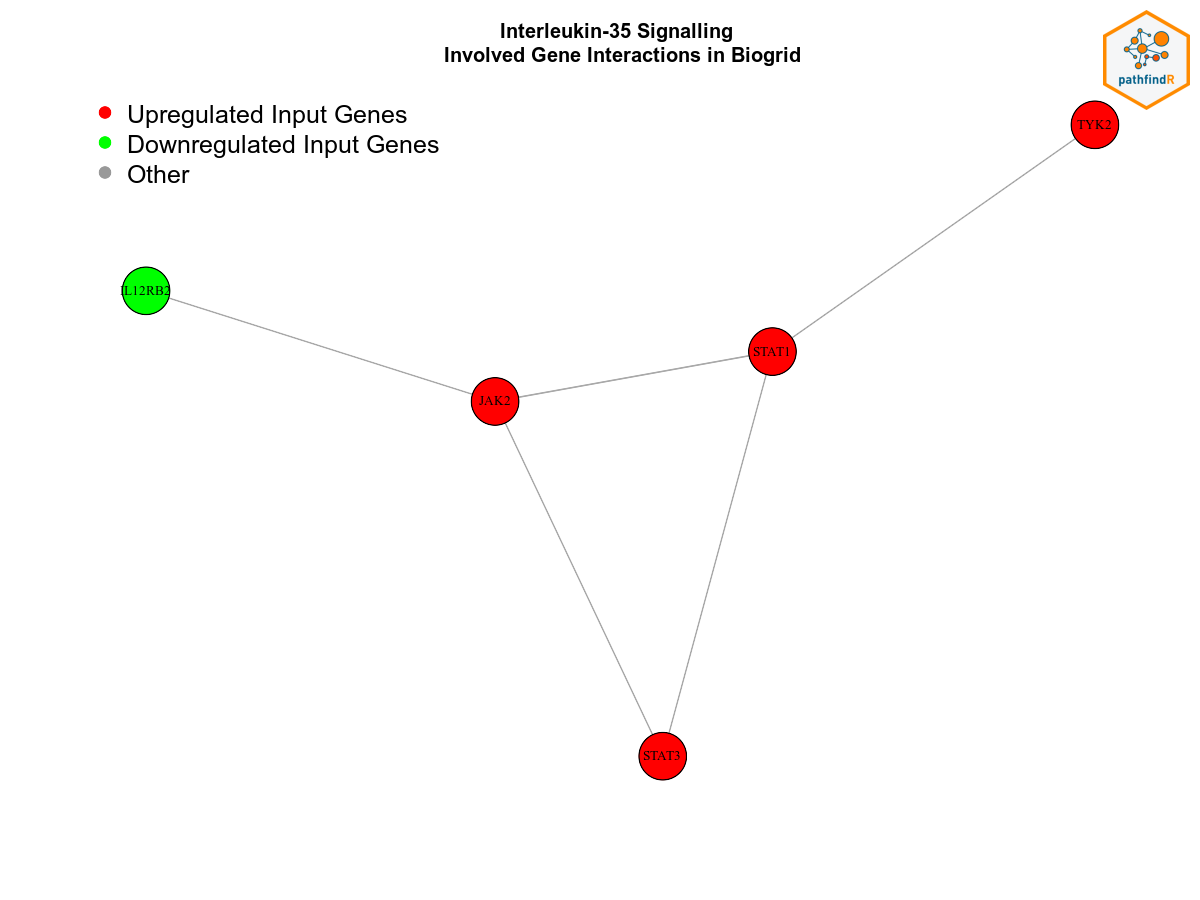 Interleukin-35 Signalling
Involved Gene Interactions in Biogrid
pathfindR
Upregulated Input Genes
Downregulated Input Genes
Other
TYK2
IL12RB2
STAT1
JAK2
STAT3